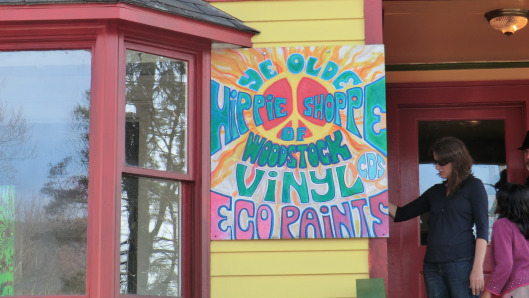 YE OLDE
HIPPIE SHOPPE
OF
WOODSTOCK
VINYL CDS
ECO PAINTS